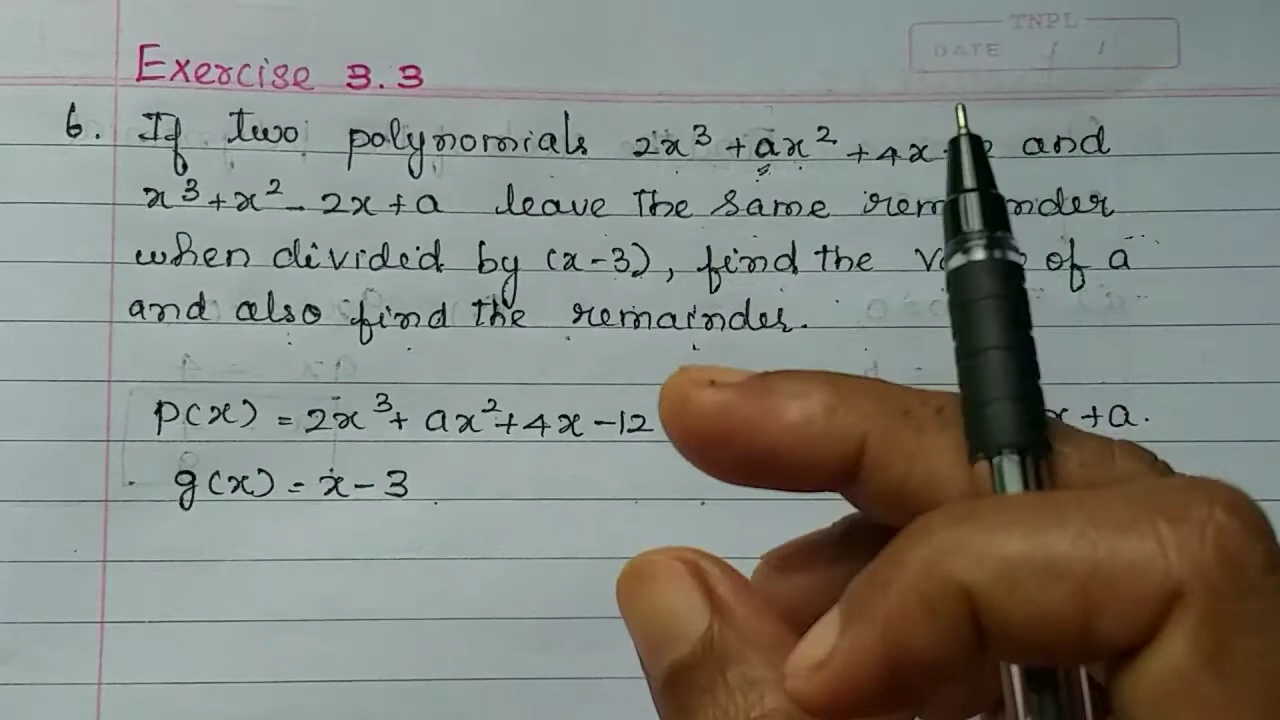 TNPL
DATE / /
Exercise 3.3
6. If two polynomials 2x³ + ax² + 4x and
x³ + x² - 2x + a leave the same
when divided by (x-3), find the of a
and also find the remainder.
p(x) = 2x³ + ax² + 4x - 12 x + a.
g(x) = x - 3